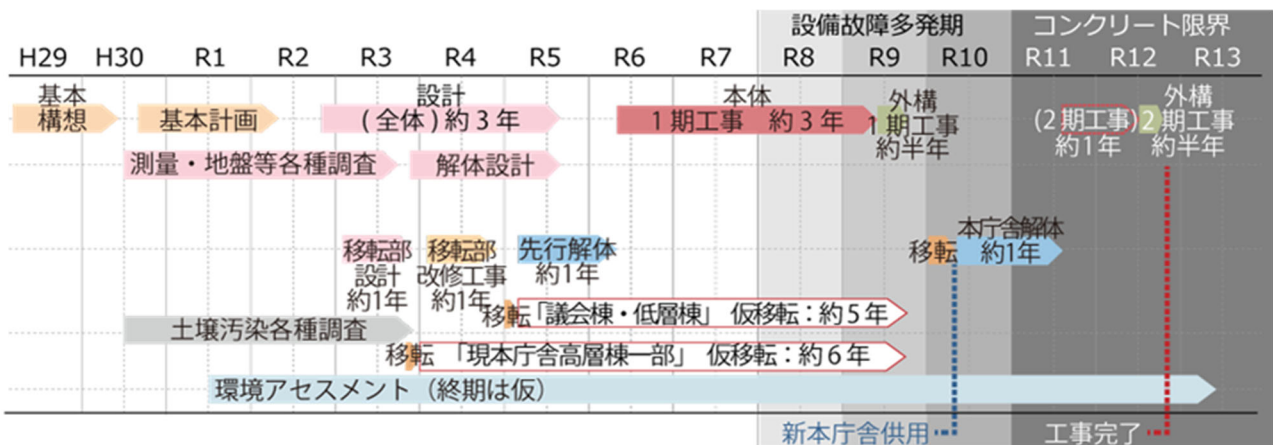 設備故障多発期 コンクリート限界
H29 H30 R1 R2 R3 R4 R5 R6 R7 R8 R9 R10 R11 R12 R13
基本
構想
基本計画
設計
(全体)約3年
本体
1期工事 約3年
外構
1期工事
約半年
(2期工事)
約1年
外構
2期工事
約半年
測量・地盤等各種調査
解体設計
移転部
設計
約1年
移転部
改修工事
約1年
先行解体
約1年
移転
本庁舎解体
約1年
移転「議会棟・低層棟」 仮移転：約5年
土壌汚染各種調査
移転 「現本庁舎高層棟一部」 仮移転：約6年
環境アセスメント（終期は仮）
新本庁舎供用
工事完了